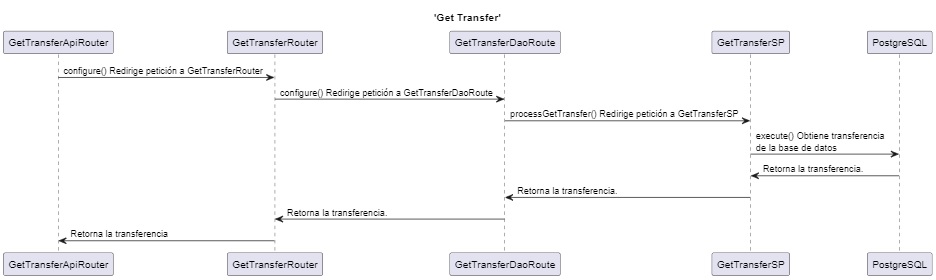 'Get Transfer'
GetTransferApiRouter
GetTransferRouter
GetTransferDaoRoute
GetTransferSP
PostgreSQL
configure() Redirige petición a GetTransferRouter
configure() Redirige petición a GetTransferDaoRoute
processGetTransfer() Redirige petición a GetTransferSP
execute() Obtiene transferencia
de la base de datos
Retorna la transferencia.
Retorna la transferencia.
Retorna la transferencia.
Retorna la transferencia
GetTransferApiRouter
GetTransferRouter
GetTransferDaoRoute
GetTransferSP
PostgreSQL